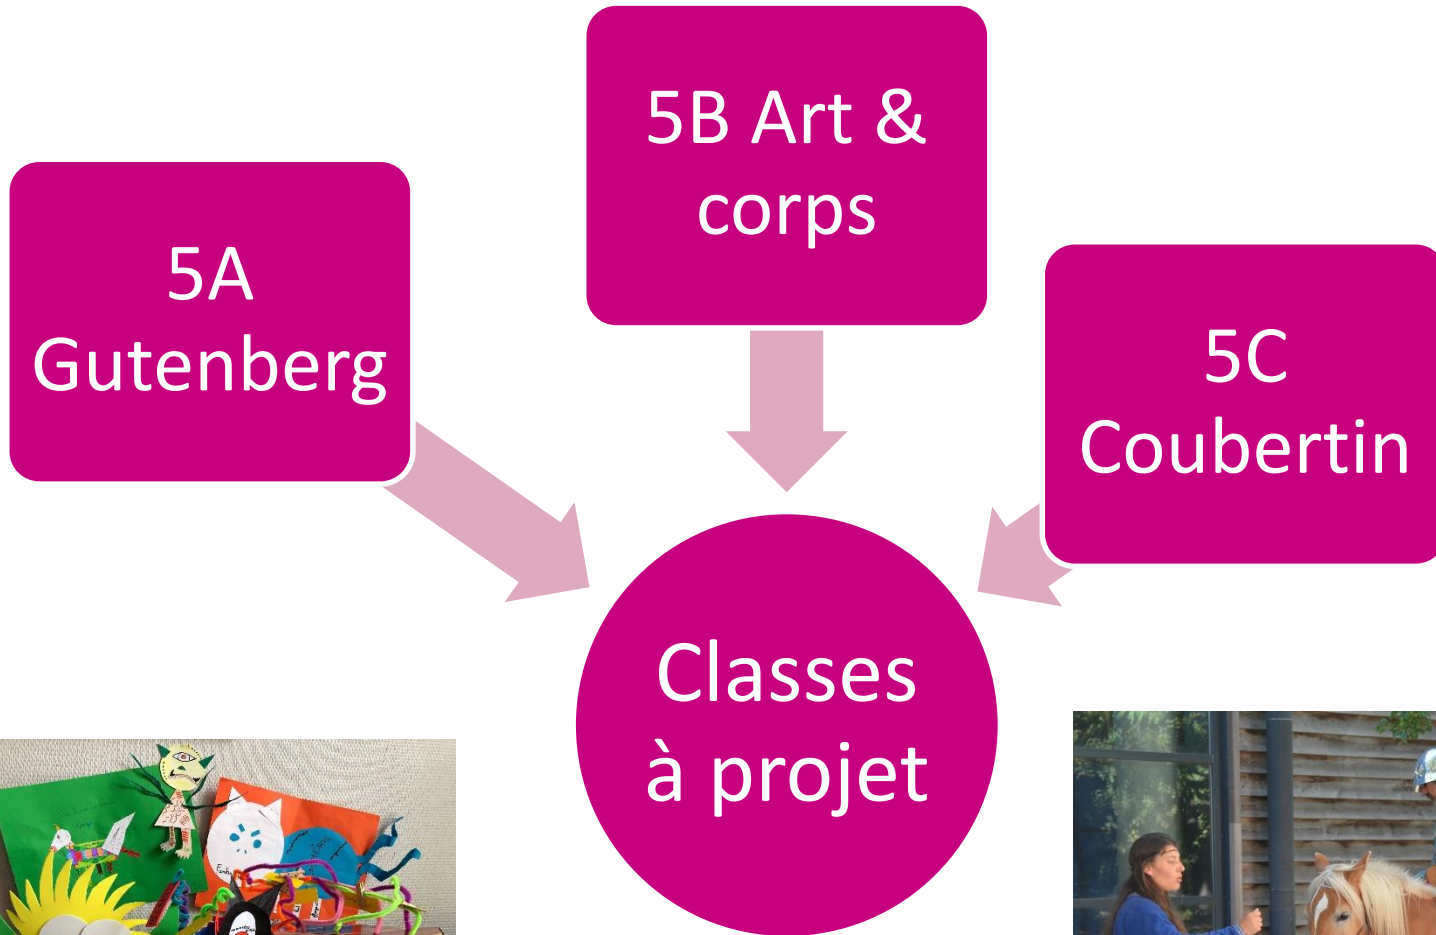 5A
Gutenberg
5B Art &
corps
5C
Coubertin
Classes
à projet